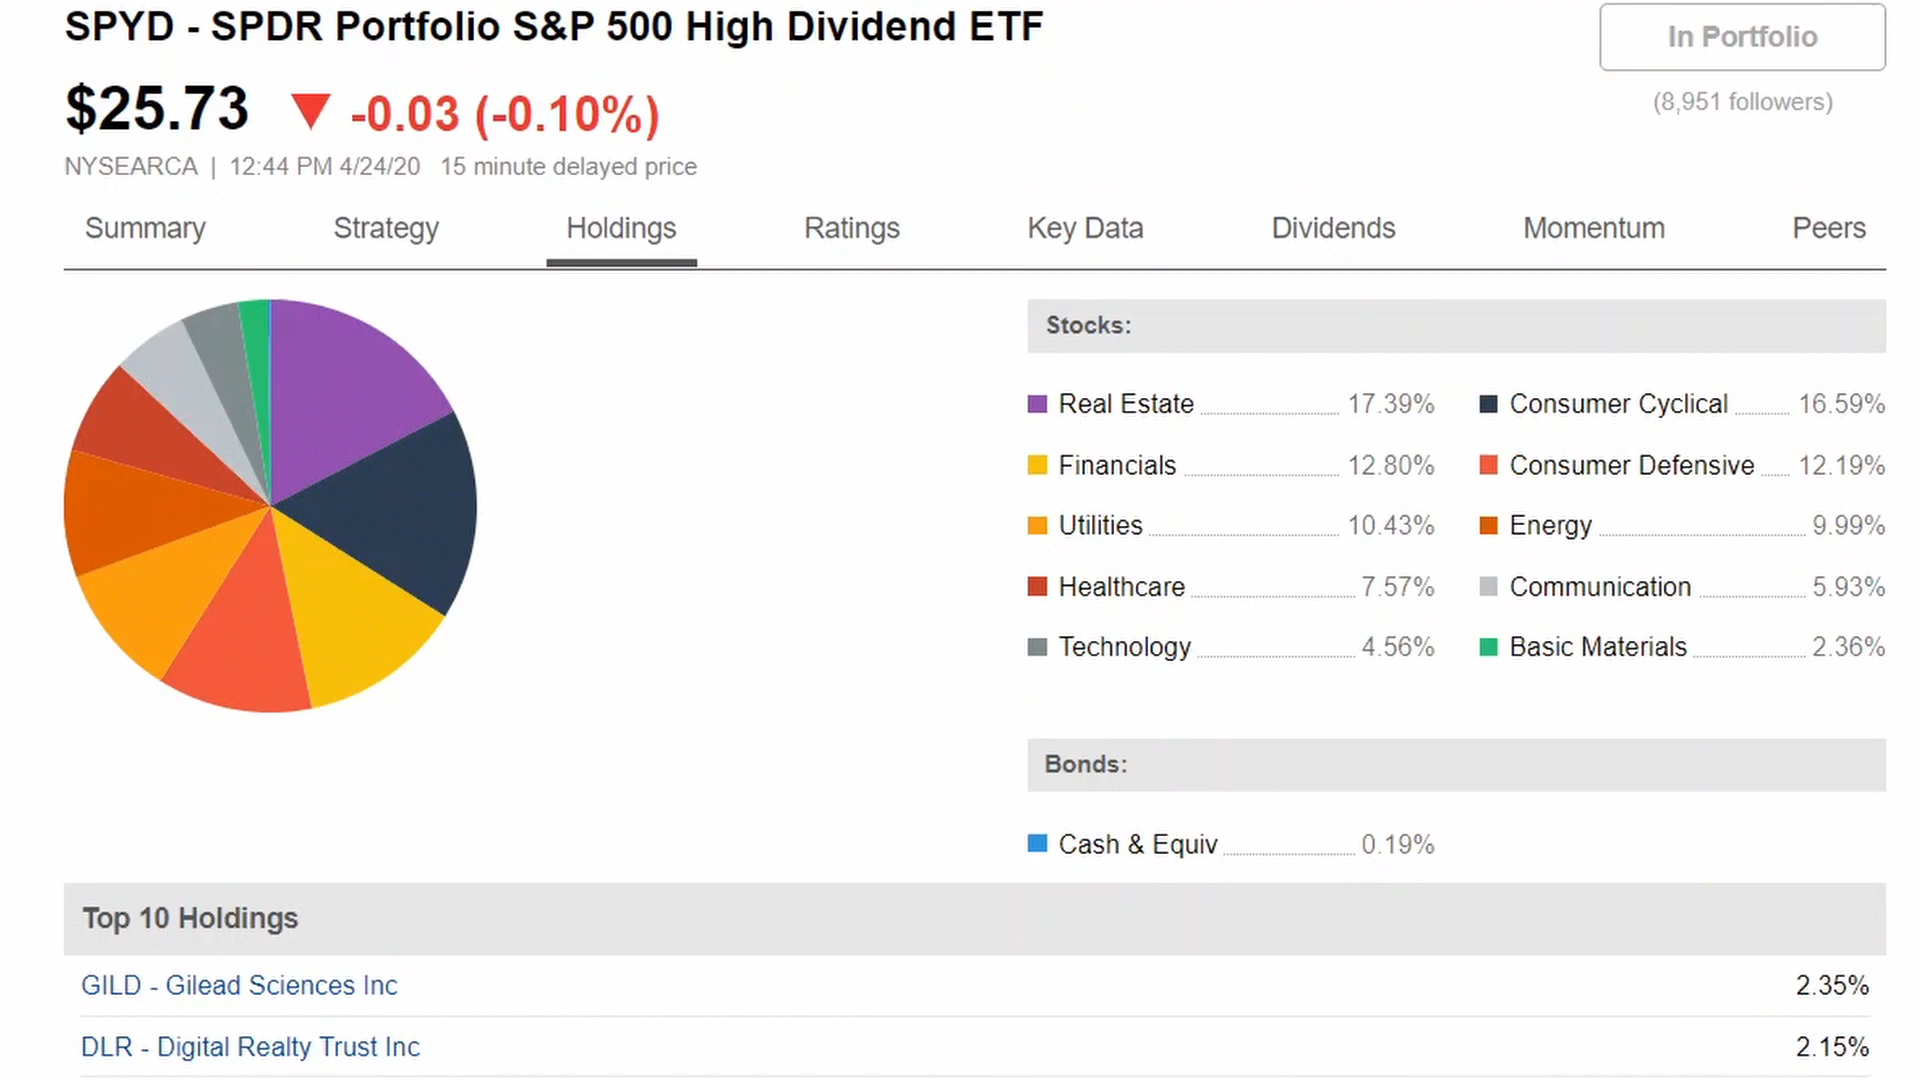 SPYD - SPDR Portfolio S&P 500 High Dividend ETF
In Portfolio
$25.73 ▼ -0.03 (-0.10%)
(8,951 followers)
NYSEARCA | 12:44 PM 4/24/20 15 minute delayed price
Summary Strategy Holdings Ratings Key Data Dividends Momentum Peers
Stocks:
Real Estate 17.39% Consumer Cyclical 16.59%
Financials 12.80% Consumer Defensive 12.19%
Utilities 10.43% Energy 9.99%
Healthcare 7.57% Communication 5.93%
Technology 4.56% Basic Materials 2.36%
Bonds:
Cash & Equiv 0.19%
Top 10 Holdings
GILD - Gilead Sciences Inc 2.35%
DLR - Digital Realty Trust Inc 2.15%